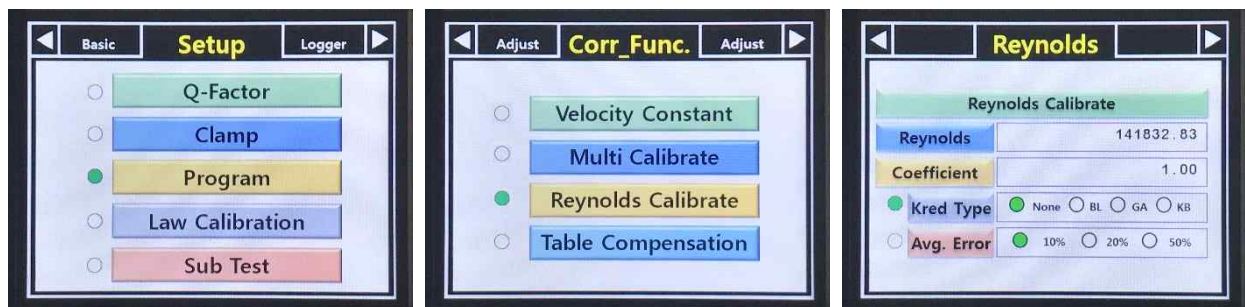 Basic Setup Logger
Q-Factor
Clamp
Program
Law Calibration
Sub Test
Adjust Corr_Func. Adjust
Velocity Constant
Multi Calibrate
Reynolds Calibrate
Table Compensation
Reynolds
Reynolds Calibrate
Reynolds 141832.83
Coefficient 1.00
Kred Type None BL GA KB
Avg. Error 10% 20% 50%